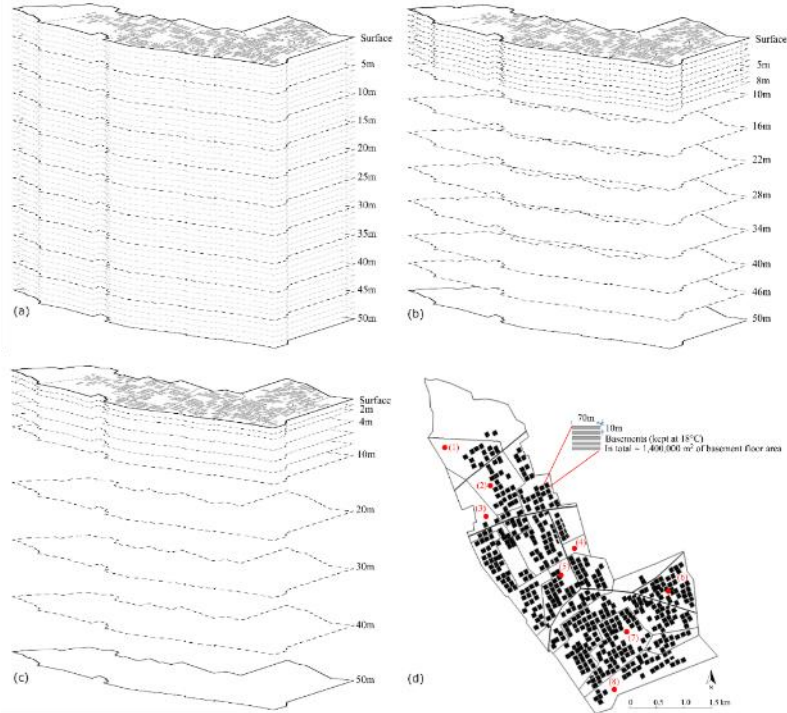 Surface
5m
10m
15m
20m
25m
30m
35m
40m
45m
50m
(a)
Surface
5m
8m
10m
16m
22m
28m
34m
40m
46m
50m
(b)
Surface
2m
4m
10m
20m
30m
40m
50m
(c)
70m
10m
Basements (kept at 18°C)
In total ~ 1,400,000 m² of basement floor area
(1)
(2)
(3)
(4)
(5)
(6)
(7)
(8)
N
0 0.5 1.0 1.5 km
(d)